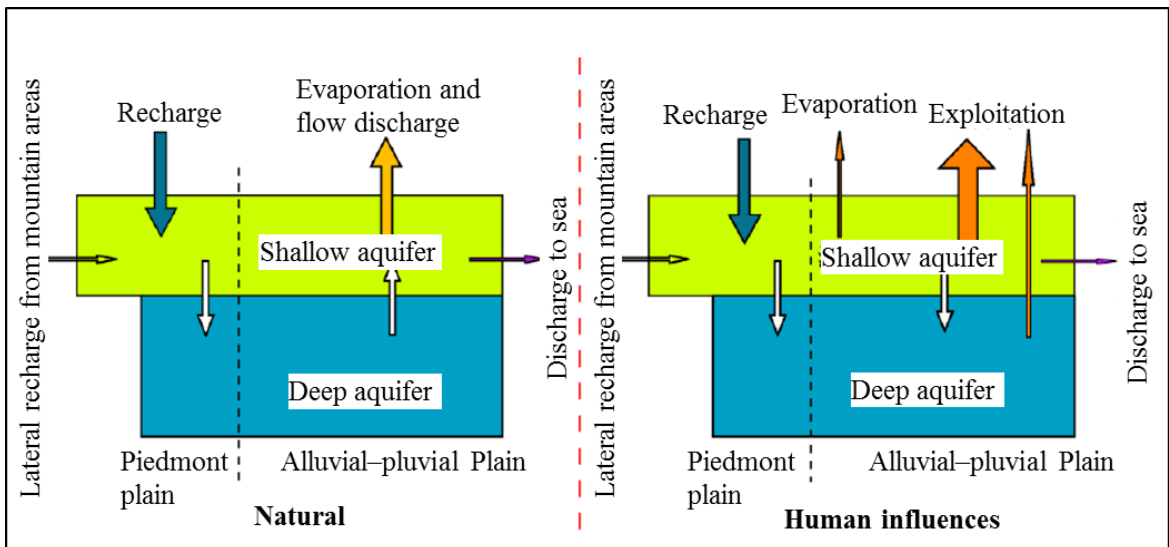 Lateral recharge from mountain areas
Recharge
Evaporation and
flow discharge
Shallow aquifer
Deep aquifer
Discharge to sea
Piedmont
plain
Alluvial–pluvial Plain
Natural
Lateral recharge from mountain areas
Recharge
Evaporation
Exploitation
Shallow aquifer
Deep aquifer
Discharge to sea
Piedmont
plain
Alluvial–pluvial Plain
Human influences